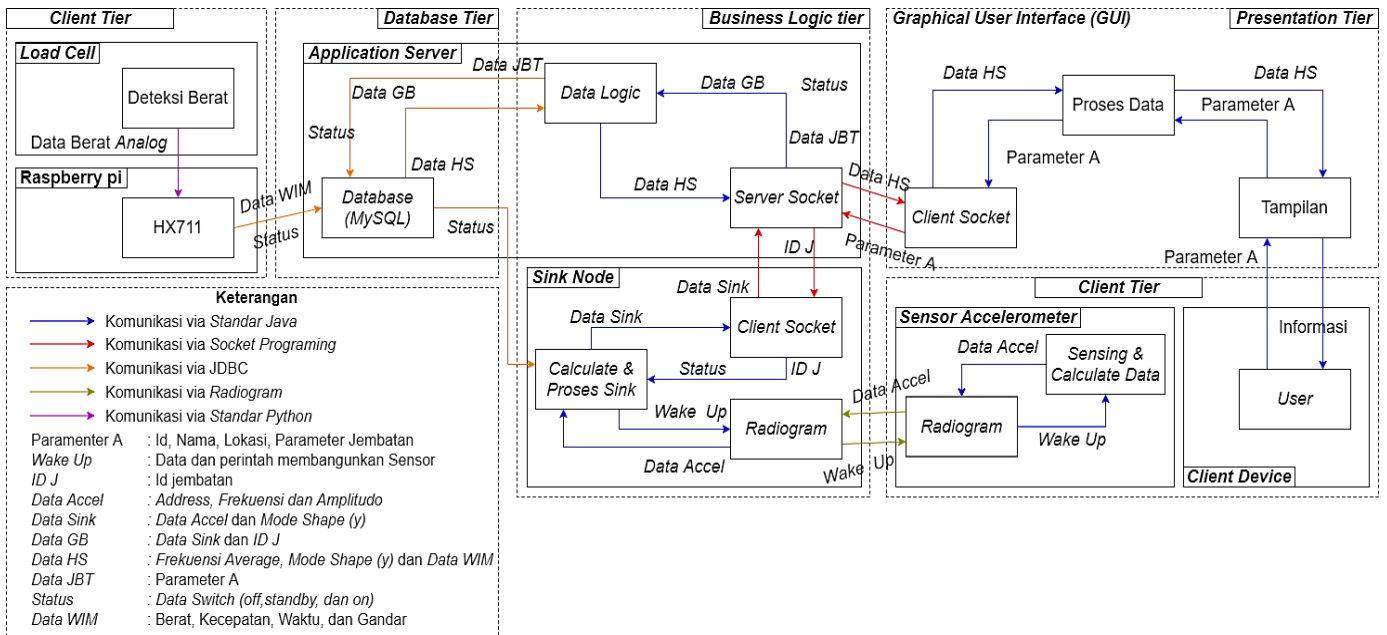 Client Tier
Load Cell
Deteksi Berat
Data Berat Analog
Raspberry pi
HX711
Data WIM
Status
Database Tier
Application Server
Data JBT
Data GB
Status
Data HS
Database
(MySQL)
Status
Business Logic tier
Data Logic
Data GB
Status
Data JBT
Data HS
Server Socket
Data HS
Parameter A
ID J
Sink Node
Data Sink
Data Sink
Client Socket
Calculate &
Proses Sink
Status
ID J
Wake Up
Radiogram
Data Accel
Data Accel
Wake Up
Graphical User Interface (GUI)
Presentation Tier
Data HS
Proses Data
Data HS
Parameter A
Parameter A
Client Socket
Tampilan
Parameter A
Client Tier
Sensor Accelerometer
Data Accel
Sensing &
Calculate Data
Radiogram
Wake Up
Informasi
User
Client Device
Keterangan
Komunikasi via Standar Java
Komunikasi via Socket Programing
Komunikasi via JDBC
Komunikasi via Radiogram
Komunikasi via Standar Python
Paramenter A : Id, Nama, Lokasi, Parameter Jembatan
Wake Up : Data dan perintah membangunkan Sensor
ID J : Id jembatan
Data Accel : Address, Frekuensi dan Amplitudo
Data Sink : Data Accel dan Mode Shape (y)
Data GB : Data Sink dan ID J
Data HS : Frekuensi Average, Mode Shape (y) dan Data WIM
Data JBT : Parameter A
Status : Data Switch (off,standby, dan on)
Data WIM : Berat, Kecepatan, Waktu, dan Gandar